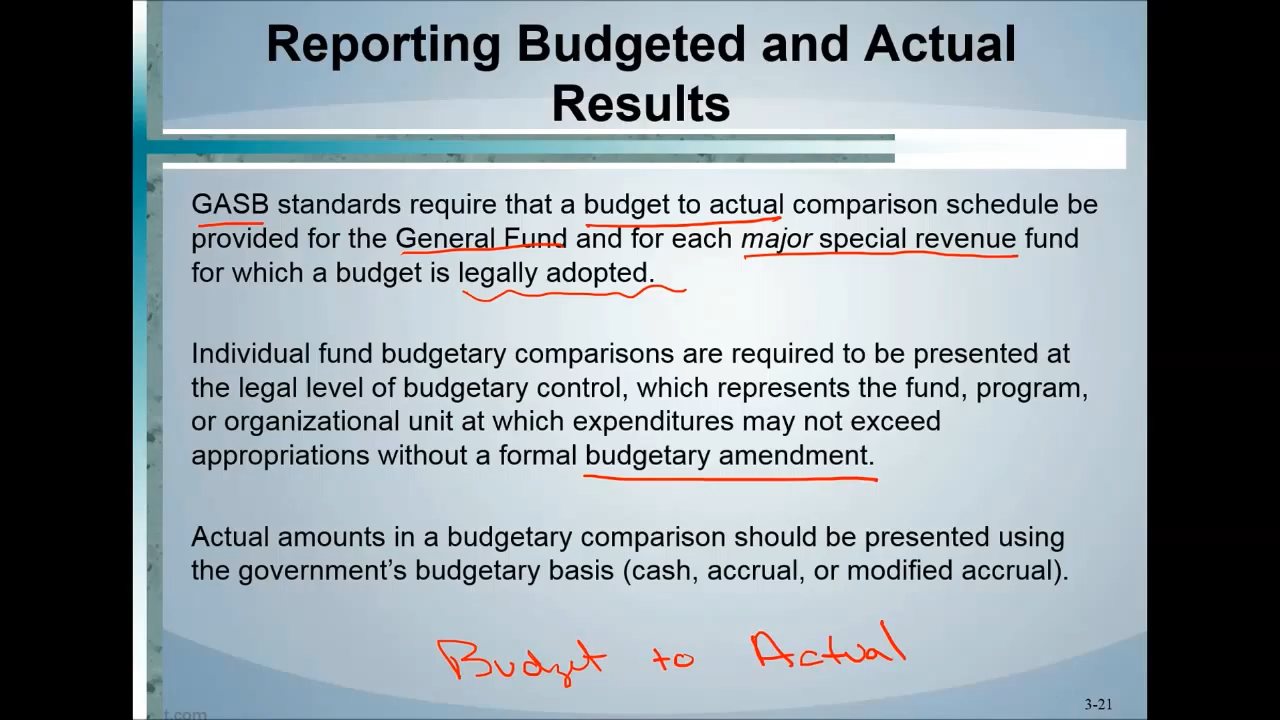 Reporting Budgeted and Actual
Results
GASB standards require that a budget to actual comparison schedule be
provided for the General Fund and for each major special revenue fund
for which a budget is legally adopted.
Individual fund budgetary comparisons are required to be presented at
the legal level of budgetary control, which represents the fund, program,
or organizational unit at which expenditures may not exceed
appropriations without a formal budgetary amendment.
Actual amounts in a budgetary comparison should be presented using
the government’s budgetary basis (cash, accrual, or modified accrual).
Budget to Actual
3-21
t.com